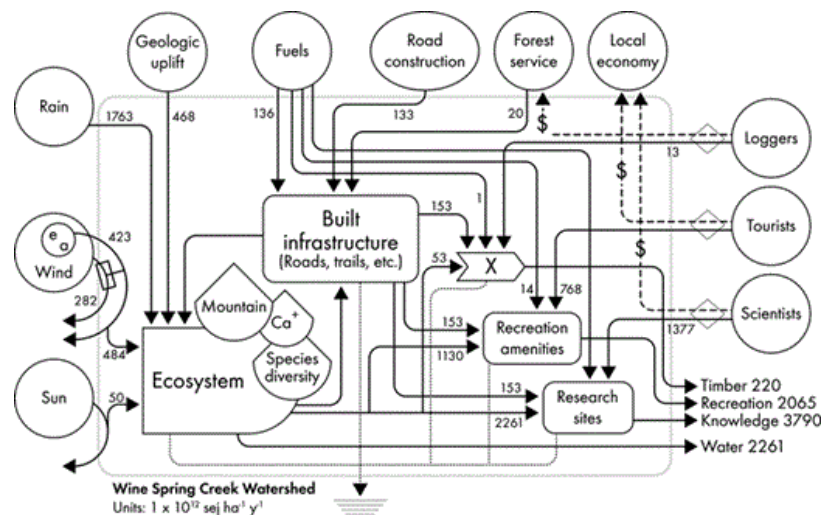 Geologic
uplift
Fuels
Road
construction
Forest
service
Local
economy
Rain
1763
468
136
133
20
$
13
Loggers
e
a
Wind
423
282
484
Built
infrastructure
(Roads, trails, etc.)
153
1
$
Tourists
53
X
$
14
768
Mountain
Ca+
Species
diversity
Scientists
1377
153
1130
Recreation
amenities
Sun
50
Ecosystem
153
2261
Research
sites
Timber 220
Recreation 2065
Knowledge 3790
Water 2261
Wine Spring Creek Watershed
Units: 1 x 10¹² sej ha⁻¹ y⁻¹